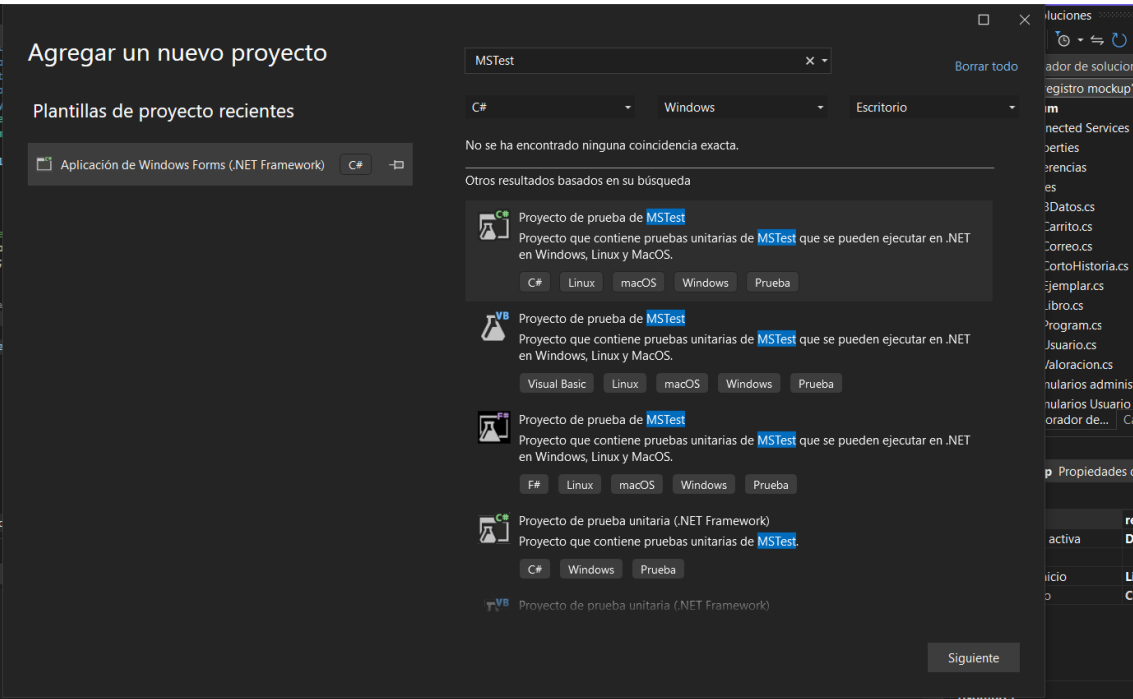 Agregar un nuevo proyecto
Plantillas de proyecto recientes
Aplicación de Windows Forms (.NET Framework) C#
MSTest
Borrar todo
C# Windows Escritorio
No se ha encontrado ninguna coincidencia exacta.
Otros resultados basados en su búsqueda
C#
Proyecto de prueba de MSTest
Proyecto que contiene pruebas unitarias de MSTest que se pueden ejecutar en .NET
en Windows, Linux y MacOS.
C# Linux macOS Windows Prueba
VB
Proyecto de prueba de MSTest
Proyecto que contiene pruebas unitarias de MSTest que se pueden ejecutar en .NET
en Windows, Linux y MacOS.
Visual Basic Linux macOS Windows Prueba
F#
Proyecto de prueba de MSTest
Proyecto que contiene pruebas unitarias de MSTest que se pueden ejecutar en .NET
en Windows, Linux y MacOS.
F# Linux macOS Windows Prueba
C#
Proyecto de prueba unitaria (.NET Framework)
Proyecto que contiene pruebas unitarias de MSTest.
C# Windows Prueba
VB
Proyecto de prueba unitaria (.NET Framework)
Siguiente
luciones
ador de solucion
egistro mockup'
m
nected Services
perties
erencias
es
BDatos.cs
Carrito.cs
Correo.cs
CortoHistoria.cs
Ejemplar.cs
Libro.cs
Program.cs
Usuario.cs
Valoracion.cs
nularios adminis
nularios Usuario
orador de... Ca
p Propiedades d
re
activa D
icio Li
o C